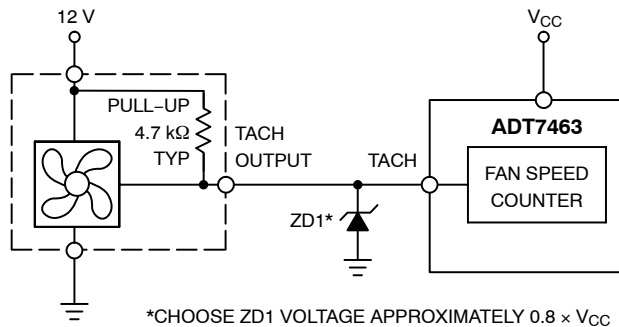 12 V
VCC
PULL–UP
4.7 kΩ
TYP
TACH
OUTPUT
TACH
ADT7463
FAN SPEED
COUNTER
ZD1*
*CHOOSE ZD1 VOLTAGE APPROXIMATELY 0.8 × VCC